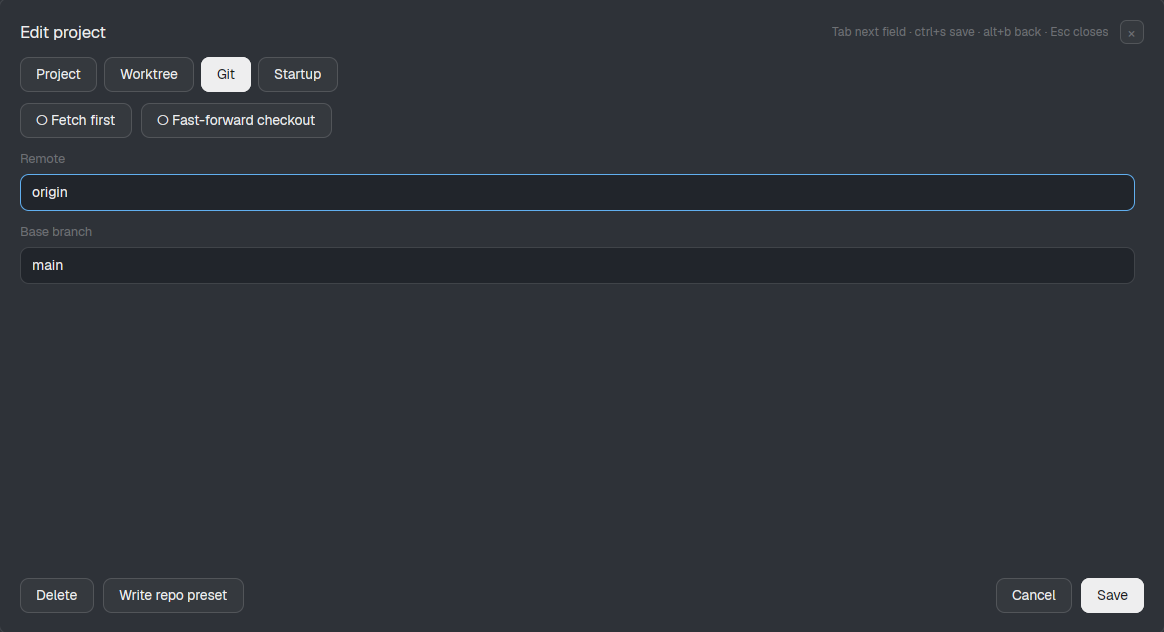 Edit project
Tab next field · ctrl+s save · alt+b back · Esc closes ×
Project Worktree Git Startup
Fetch first Fast-forward checkout
Remote
origin
Base branch
main
Delete Write repo preset Cancel Save